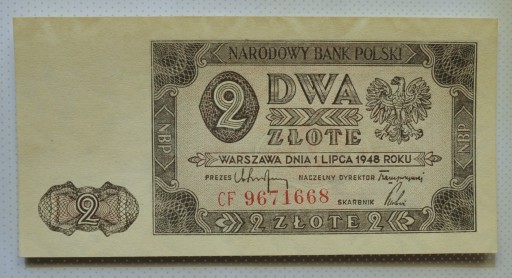 NARODOWY BANK POLSKI
2 DWA
ZŁOTE
NBP
NBP
WARSZAWA DNIA 1 LIPCA 1948 ROKU
PREZES NACZELNY DYREKTOR
CF 9671668 SKARBNIK
2
2 ZŁOTE 2